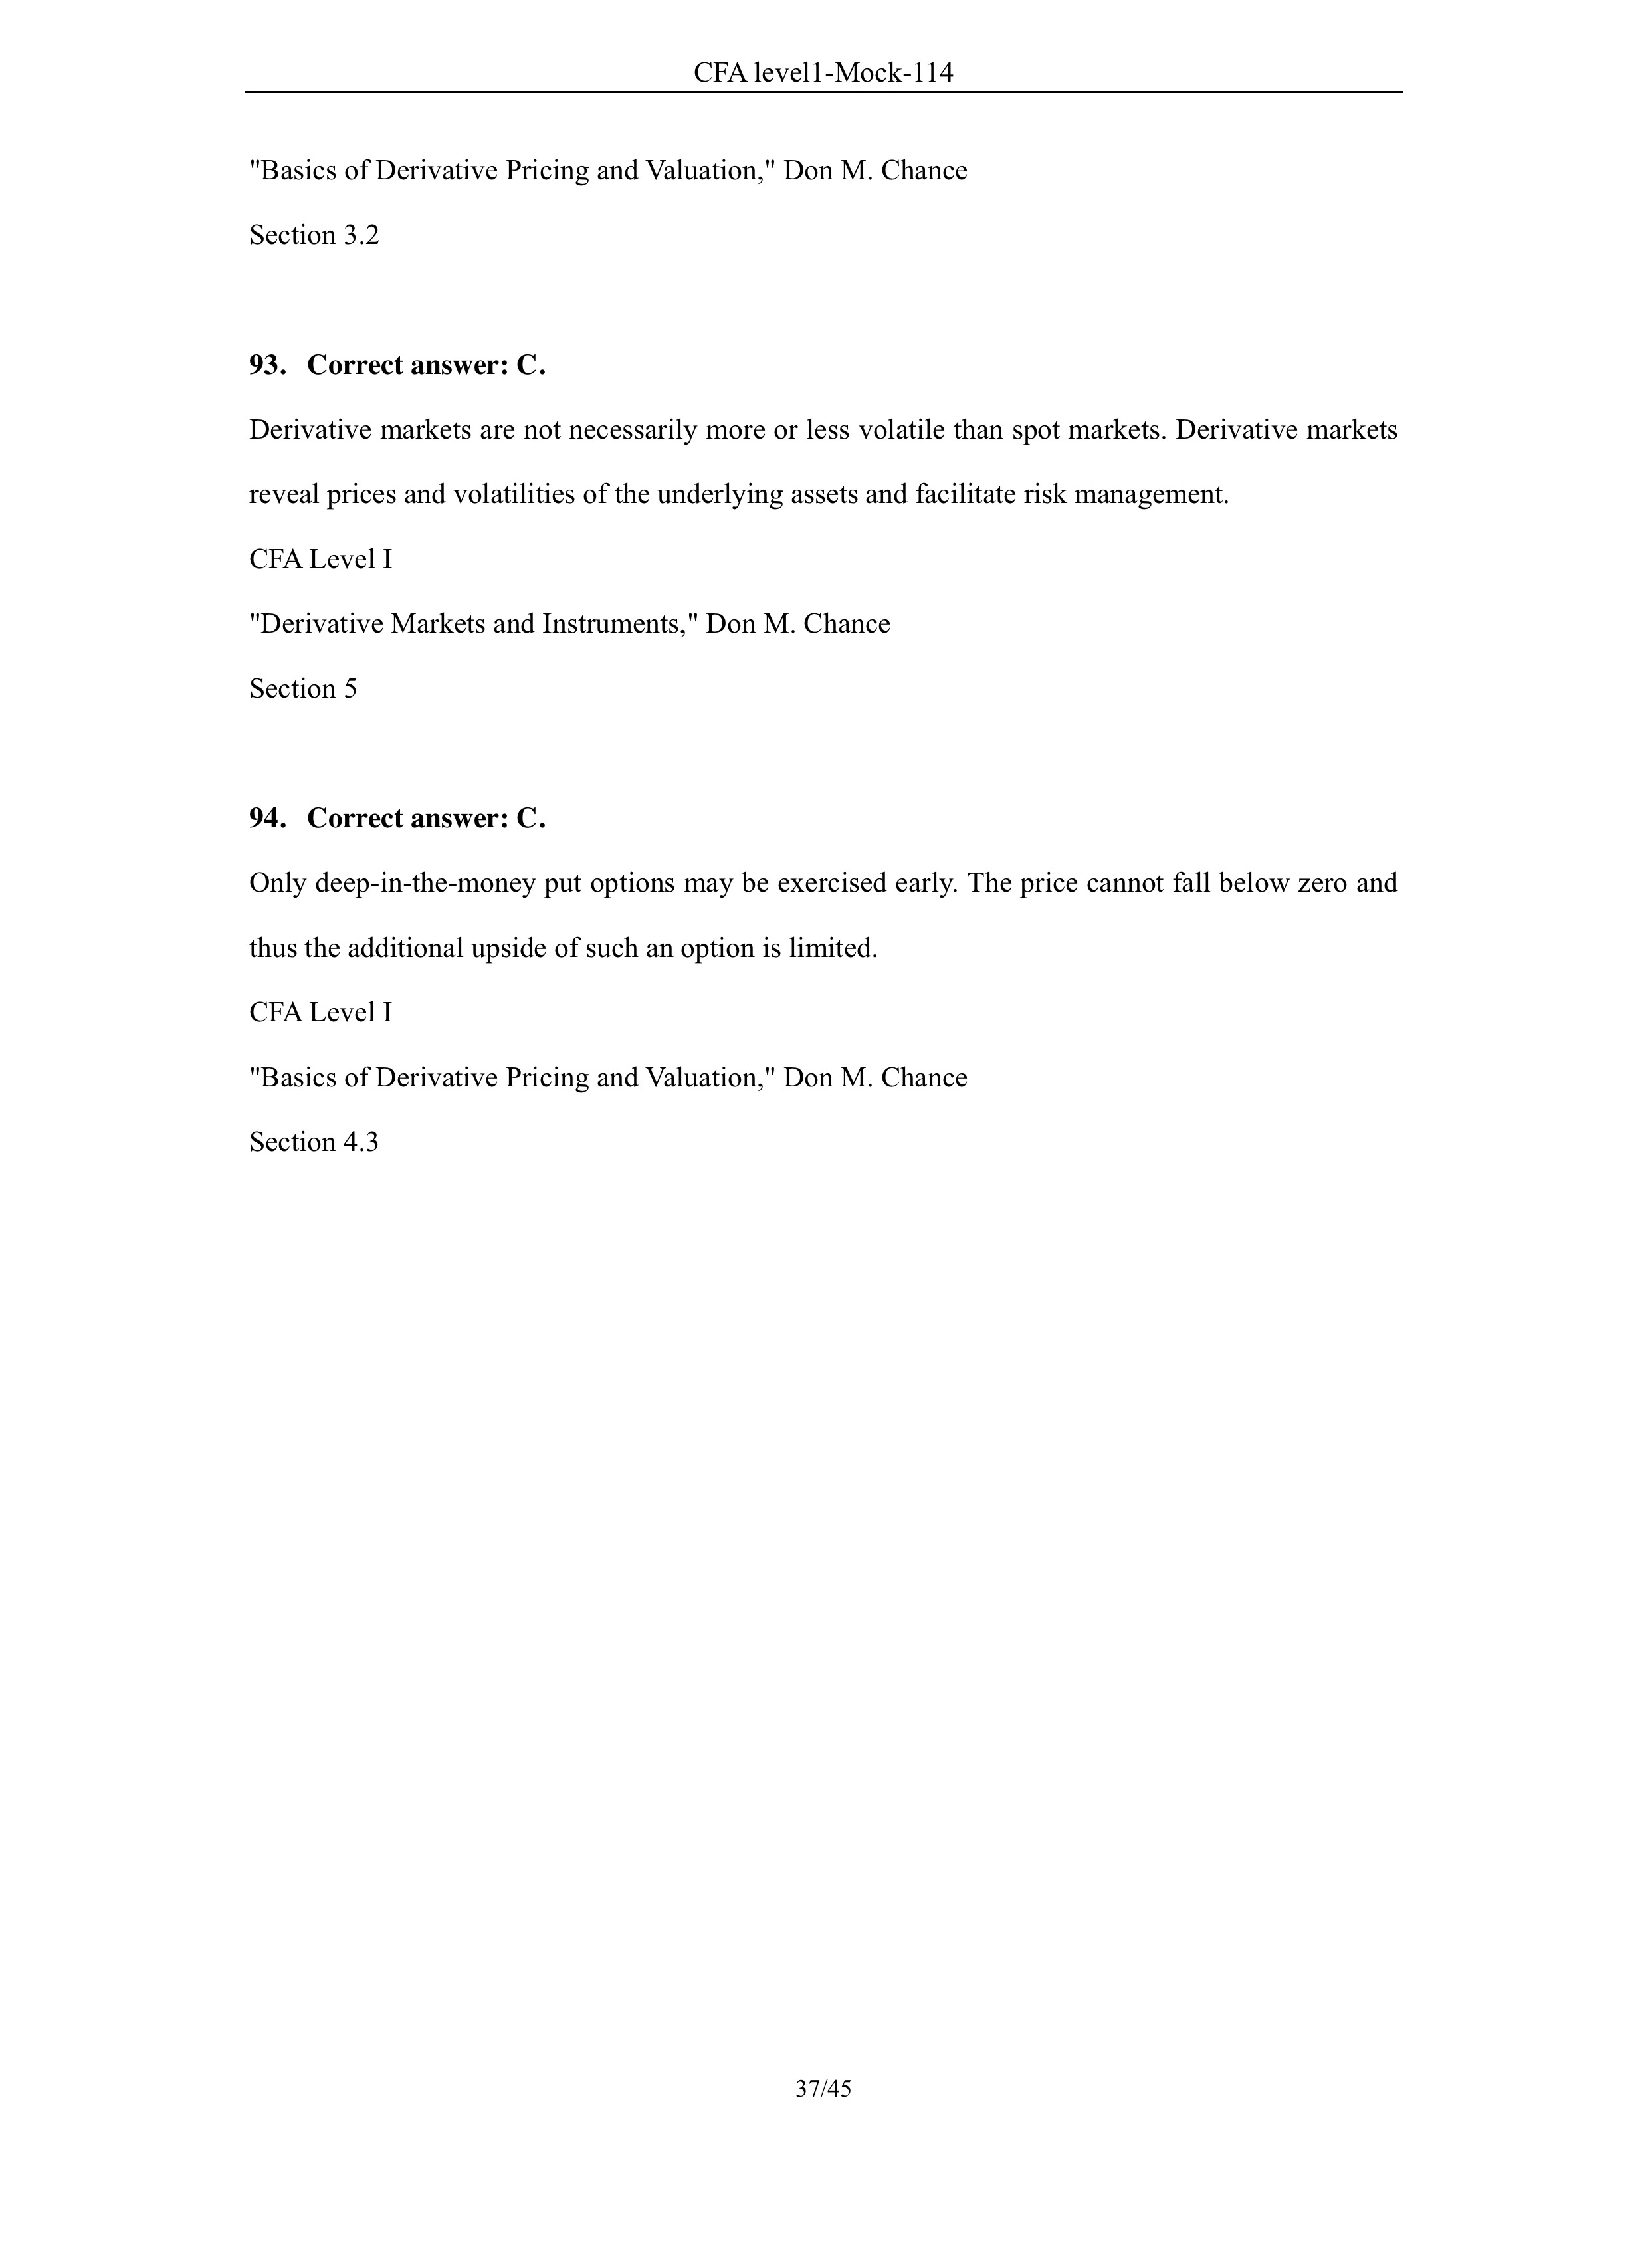 CFA level1-Mock-114
"Basics of Derivative Pricing and Valuation," Don M. Chance
Section 3.2
93. Correct answer: C.
Derivative markets are not necessarily more or less volatile than spot markets. Derivative markets
reveal prices and volatilities of the underlying assets and facilitate risk management.
CFA Level I
"Derivative Markets and Instruments," Don M. Chance
Section 5
94. Correct answer: C.
Only deep-in-the-money put options may be exercised early. The price cannot fall below zero and
thus the additional upside of such an option is limited.
CFA Level I
"Basics of Derivative Pricing and Valuation," Don M. Chance
Section 4.3
37/45